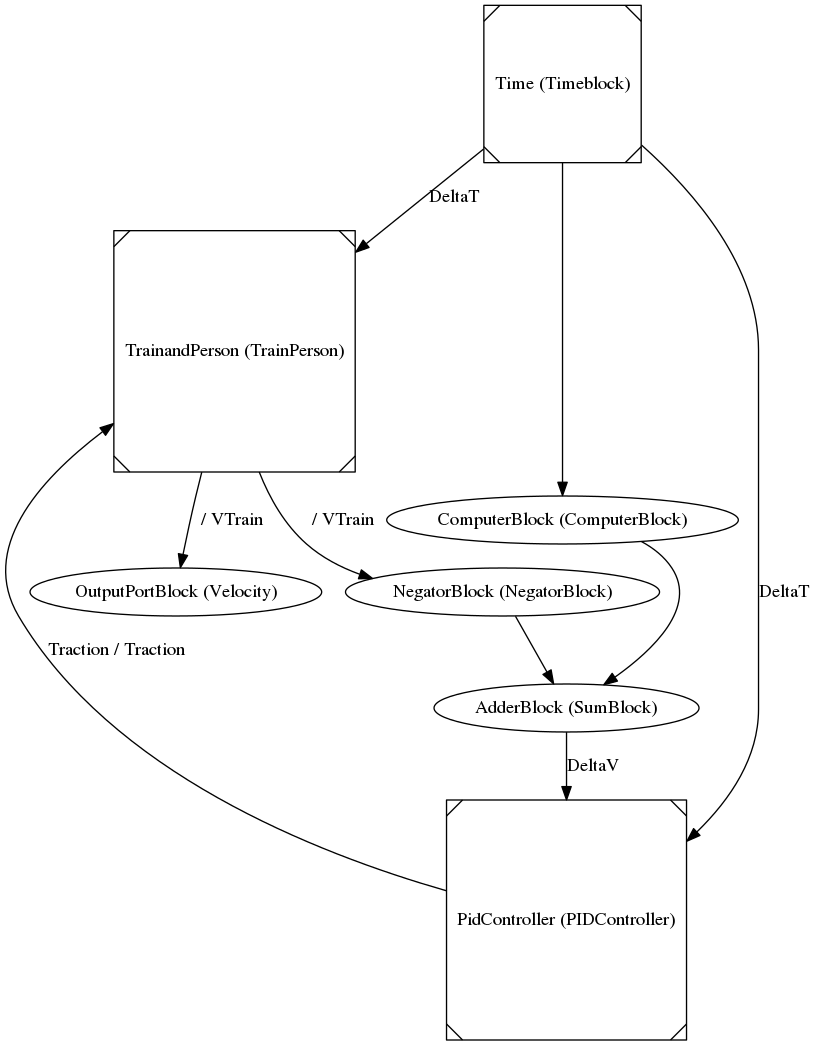 Time (Timeblock)
DeltaT
TrainandPerson (TrainPerson)
/ VTrain
/ VTrain
ComputerBlock (ComputerBlock)
OutputPortBlock (Velocity)
NegatorBlock (NegatorBlock)
DeltaT
Traction / Traction
AdderBlock (SumBlock)
DeltaV
PidController (PIDController)